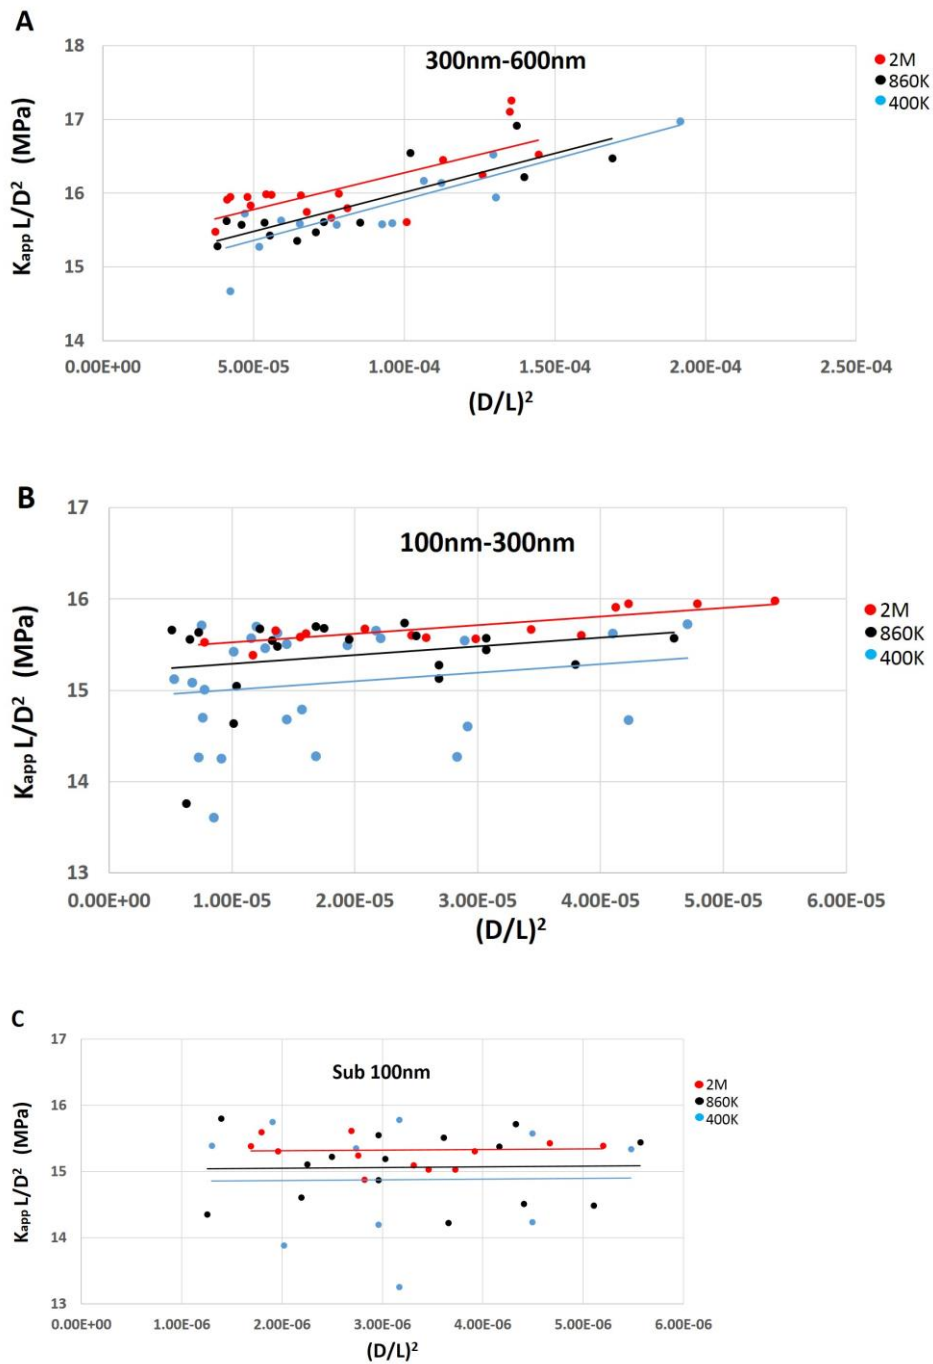 A
300nm-600nm
18
17
16
15
14
Kapp L/D² (MPa)
0.00E+00 5.00E-05 1.00E-04 1.50E-04 2.00E-04 2.50E-04
(D/L)²
2M
860K
400K
B
100nm-300nm
17
16
15
14
13
Kapp L/D² (MPa)
0.00E+00 1.00E-05 2.00E-05 3.00E-05 4.00E-05 5.00E-05 6.00E-05
(D/L)²
2M
860K
400K
C
Sub 100nm
17
16
15
14
13
Kapp L/D² (MPa)
0.00E+00 1.00E-06 2.00E-06 3.00E-06 4.00E-06 5.00E-06 6.00E-06
(D/L)²
2M
860K
400K